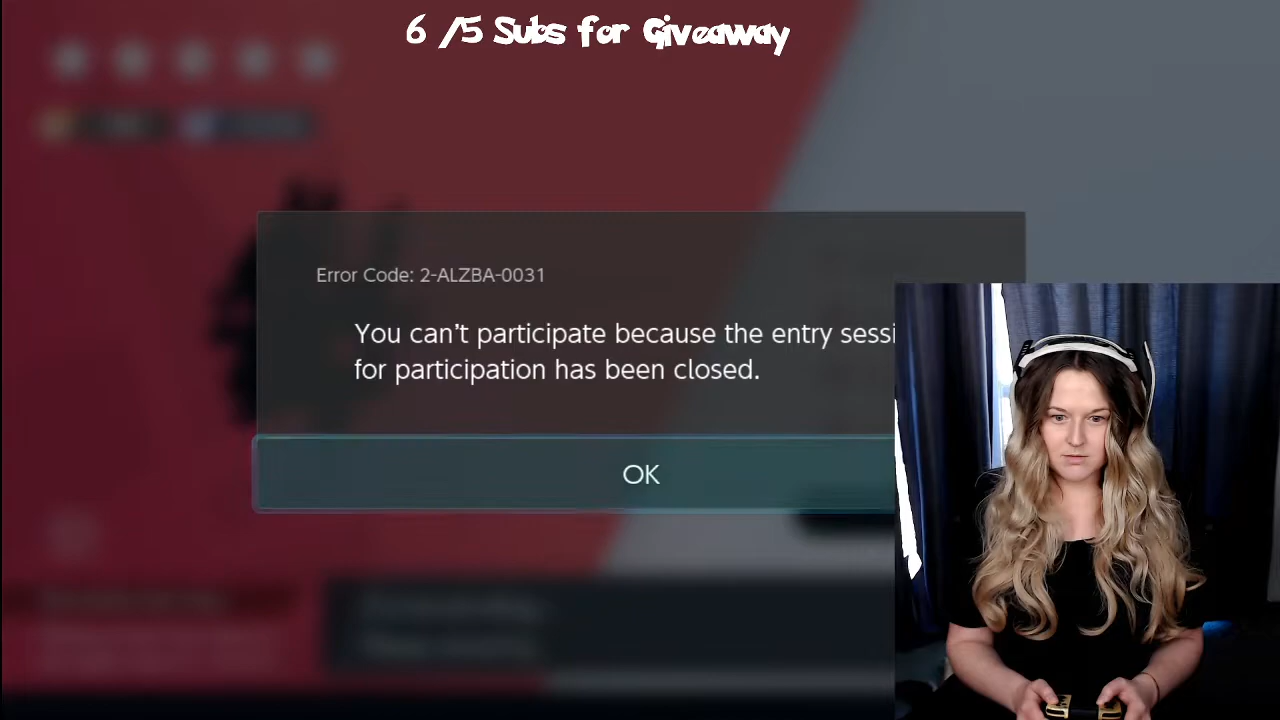 6 /5 Subs for Giveaway
Error Code: 2-ALZBA-0031
You can't participate because the entry sessi
for participation has been closed.
OK